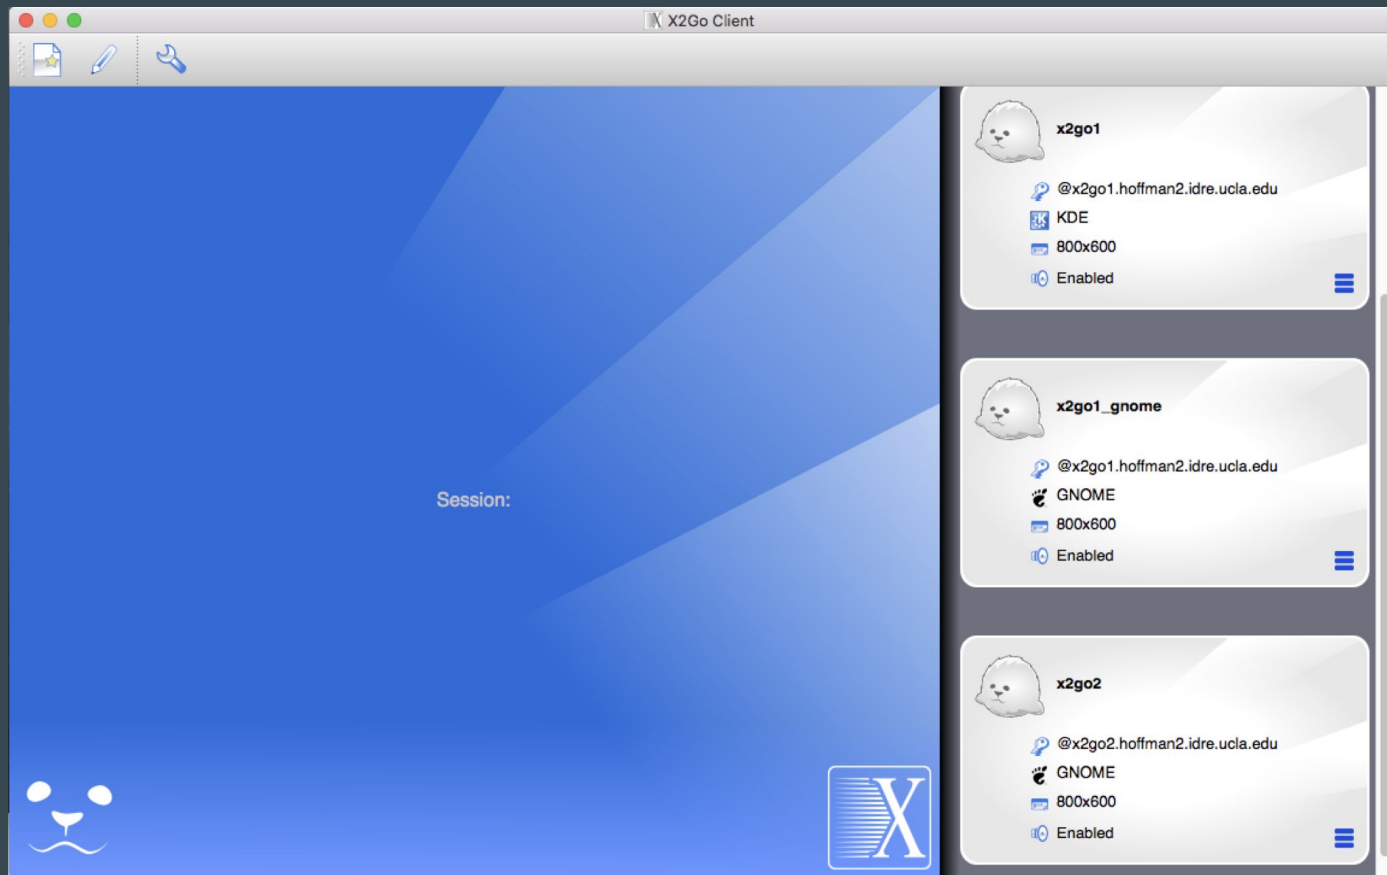 X2Go Client
Session:
x2go1
@x2go1.hoffman2.idre.ucla.edu
KDE
800x600
Enabled
x2go1_gnome
@x2go1.hoffman2.idre.ucla.edu
GNOME
800x600
Enabled
x2go2
@x2go2.hoffman2.idre.ucla.edu
GNOME
800x600
Enabled
X